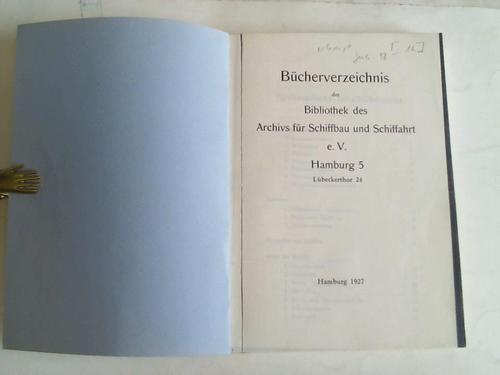 Bücherverzeichnis
der
Bibliothek des
Archivs für Schiffbau und Schiffahrt
e. V.
Hamburg 5
Lübeckerthor 24
Hamburg 1927